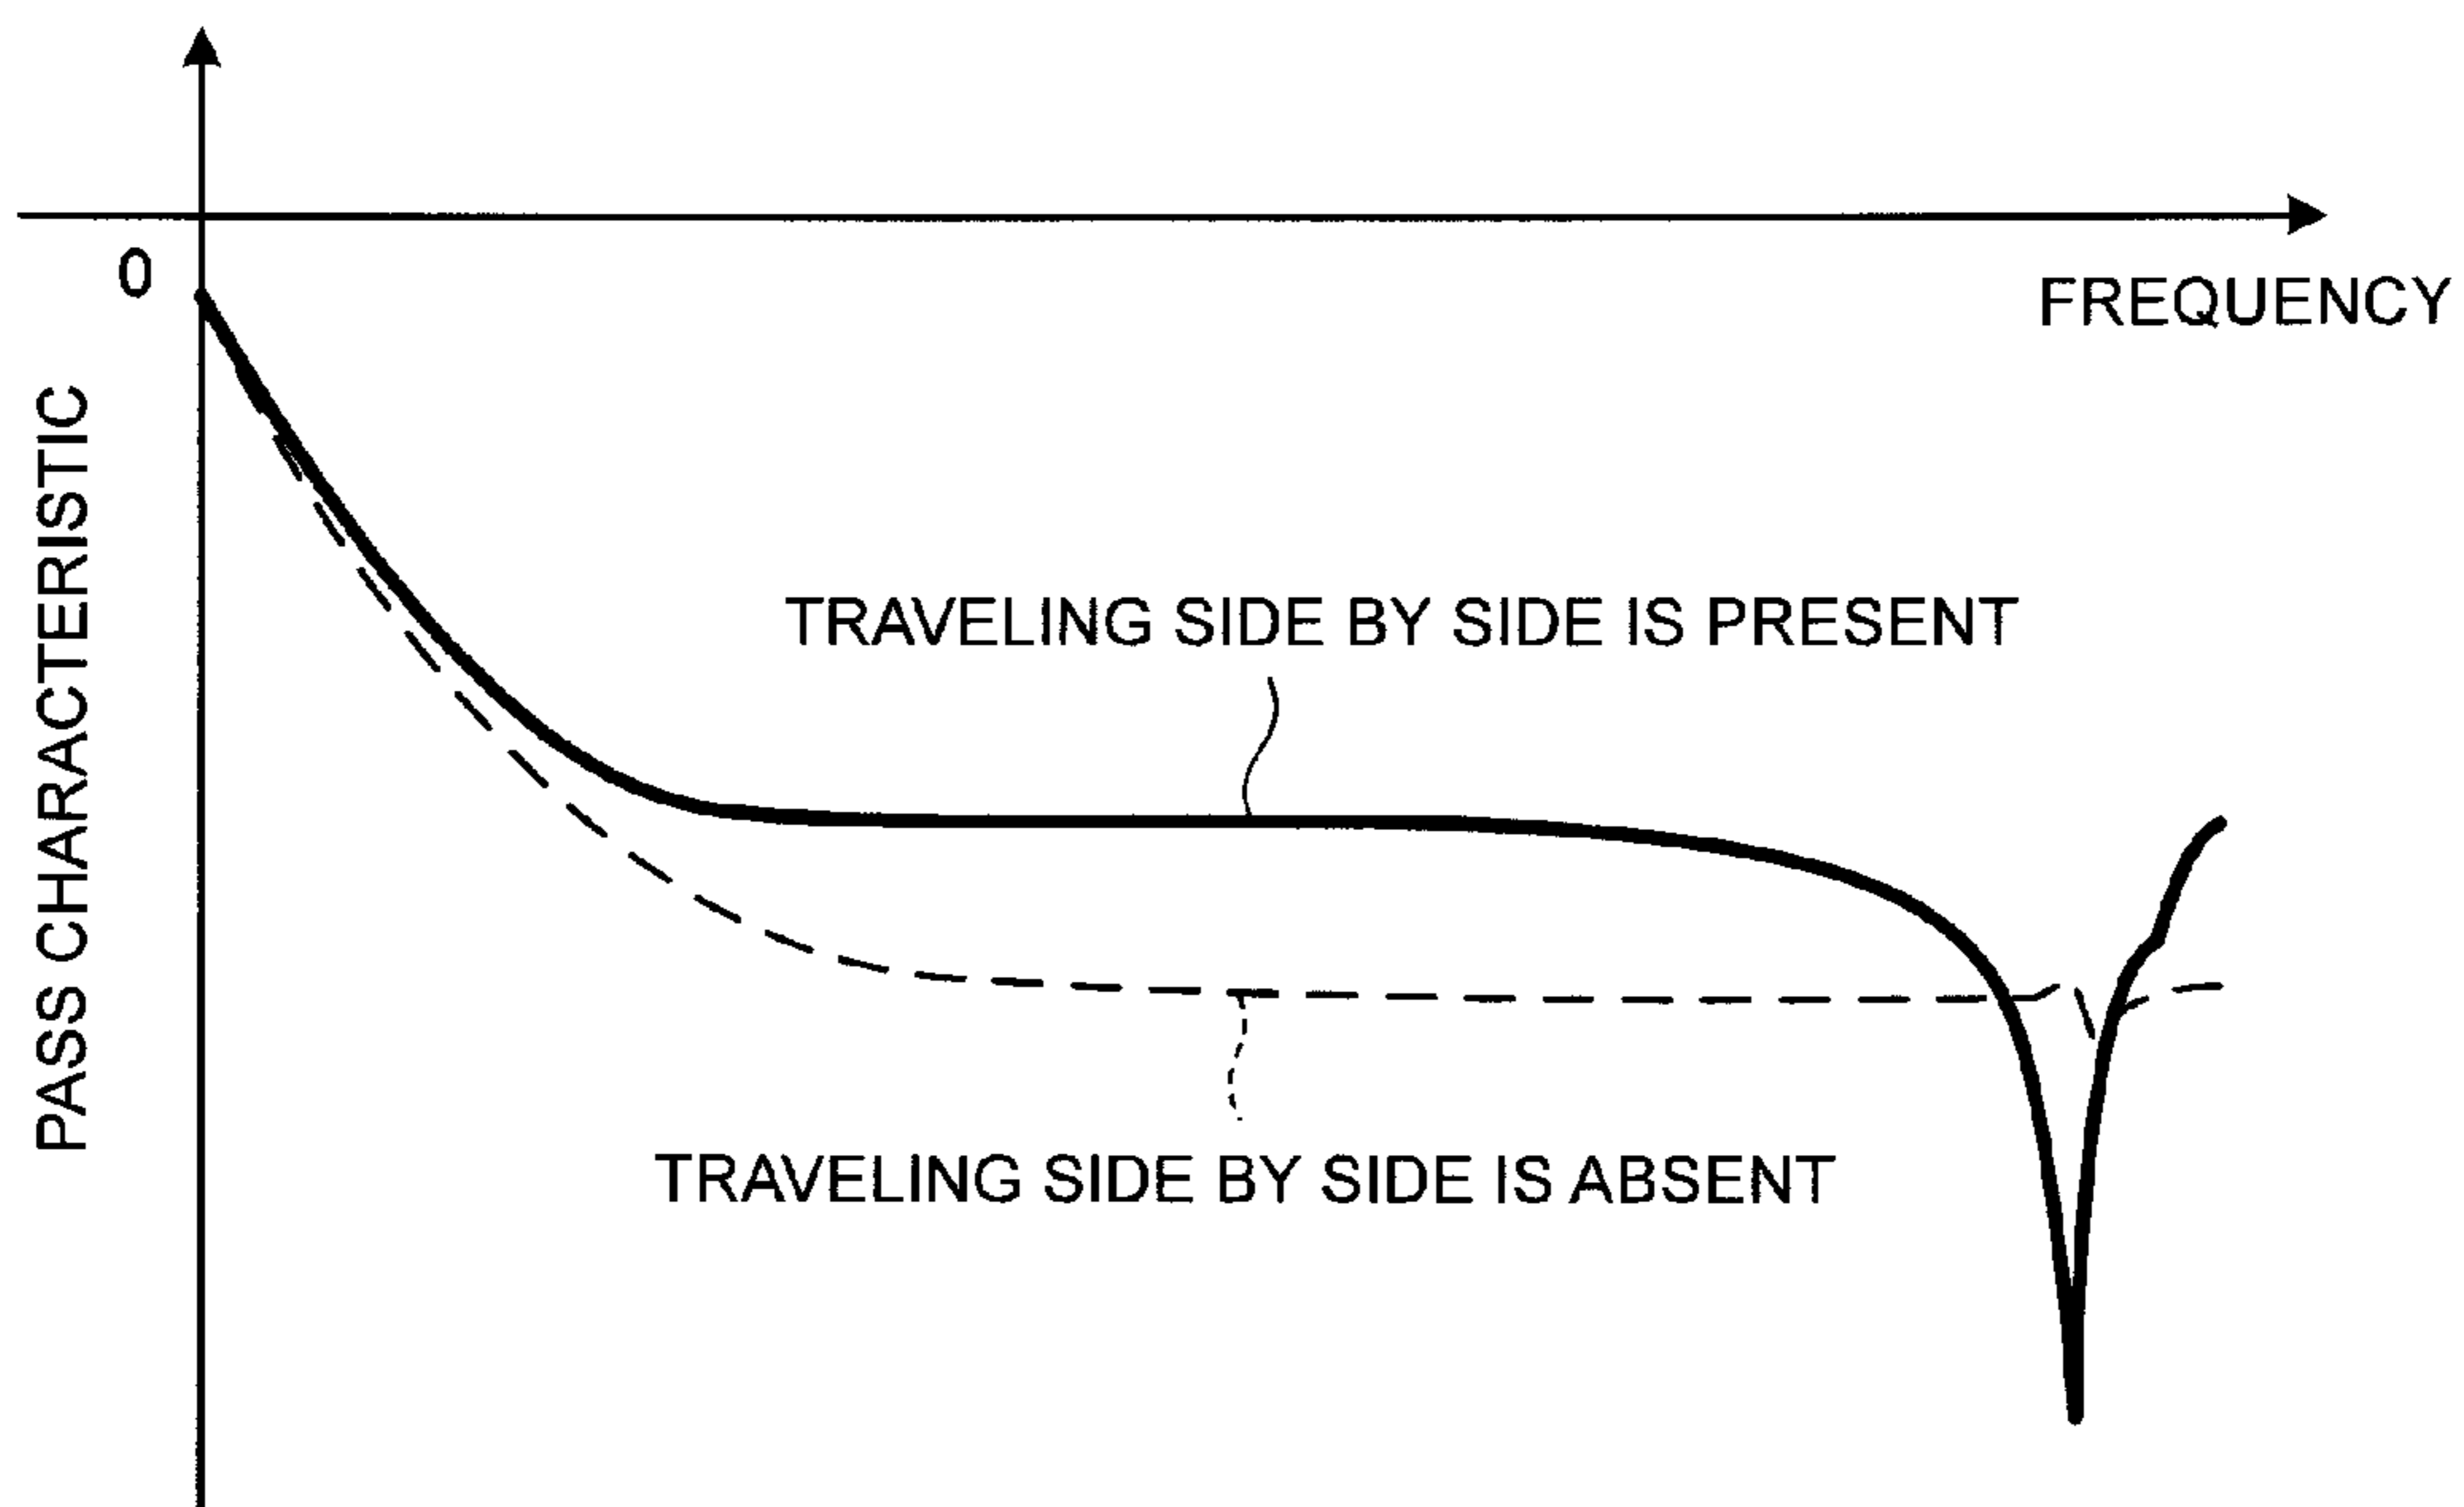 0
FREQUENCY
PASS CHARACTERISTIC
TRAVELING SIDE BY SIDE IS PRESENT
TRAVELING SIDE BY SIDE IS ABSENT